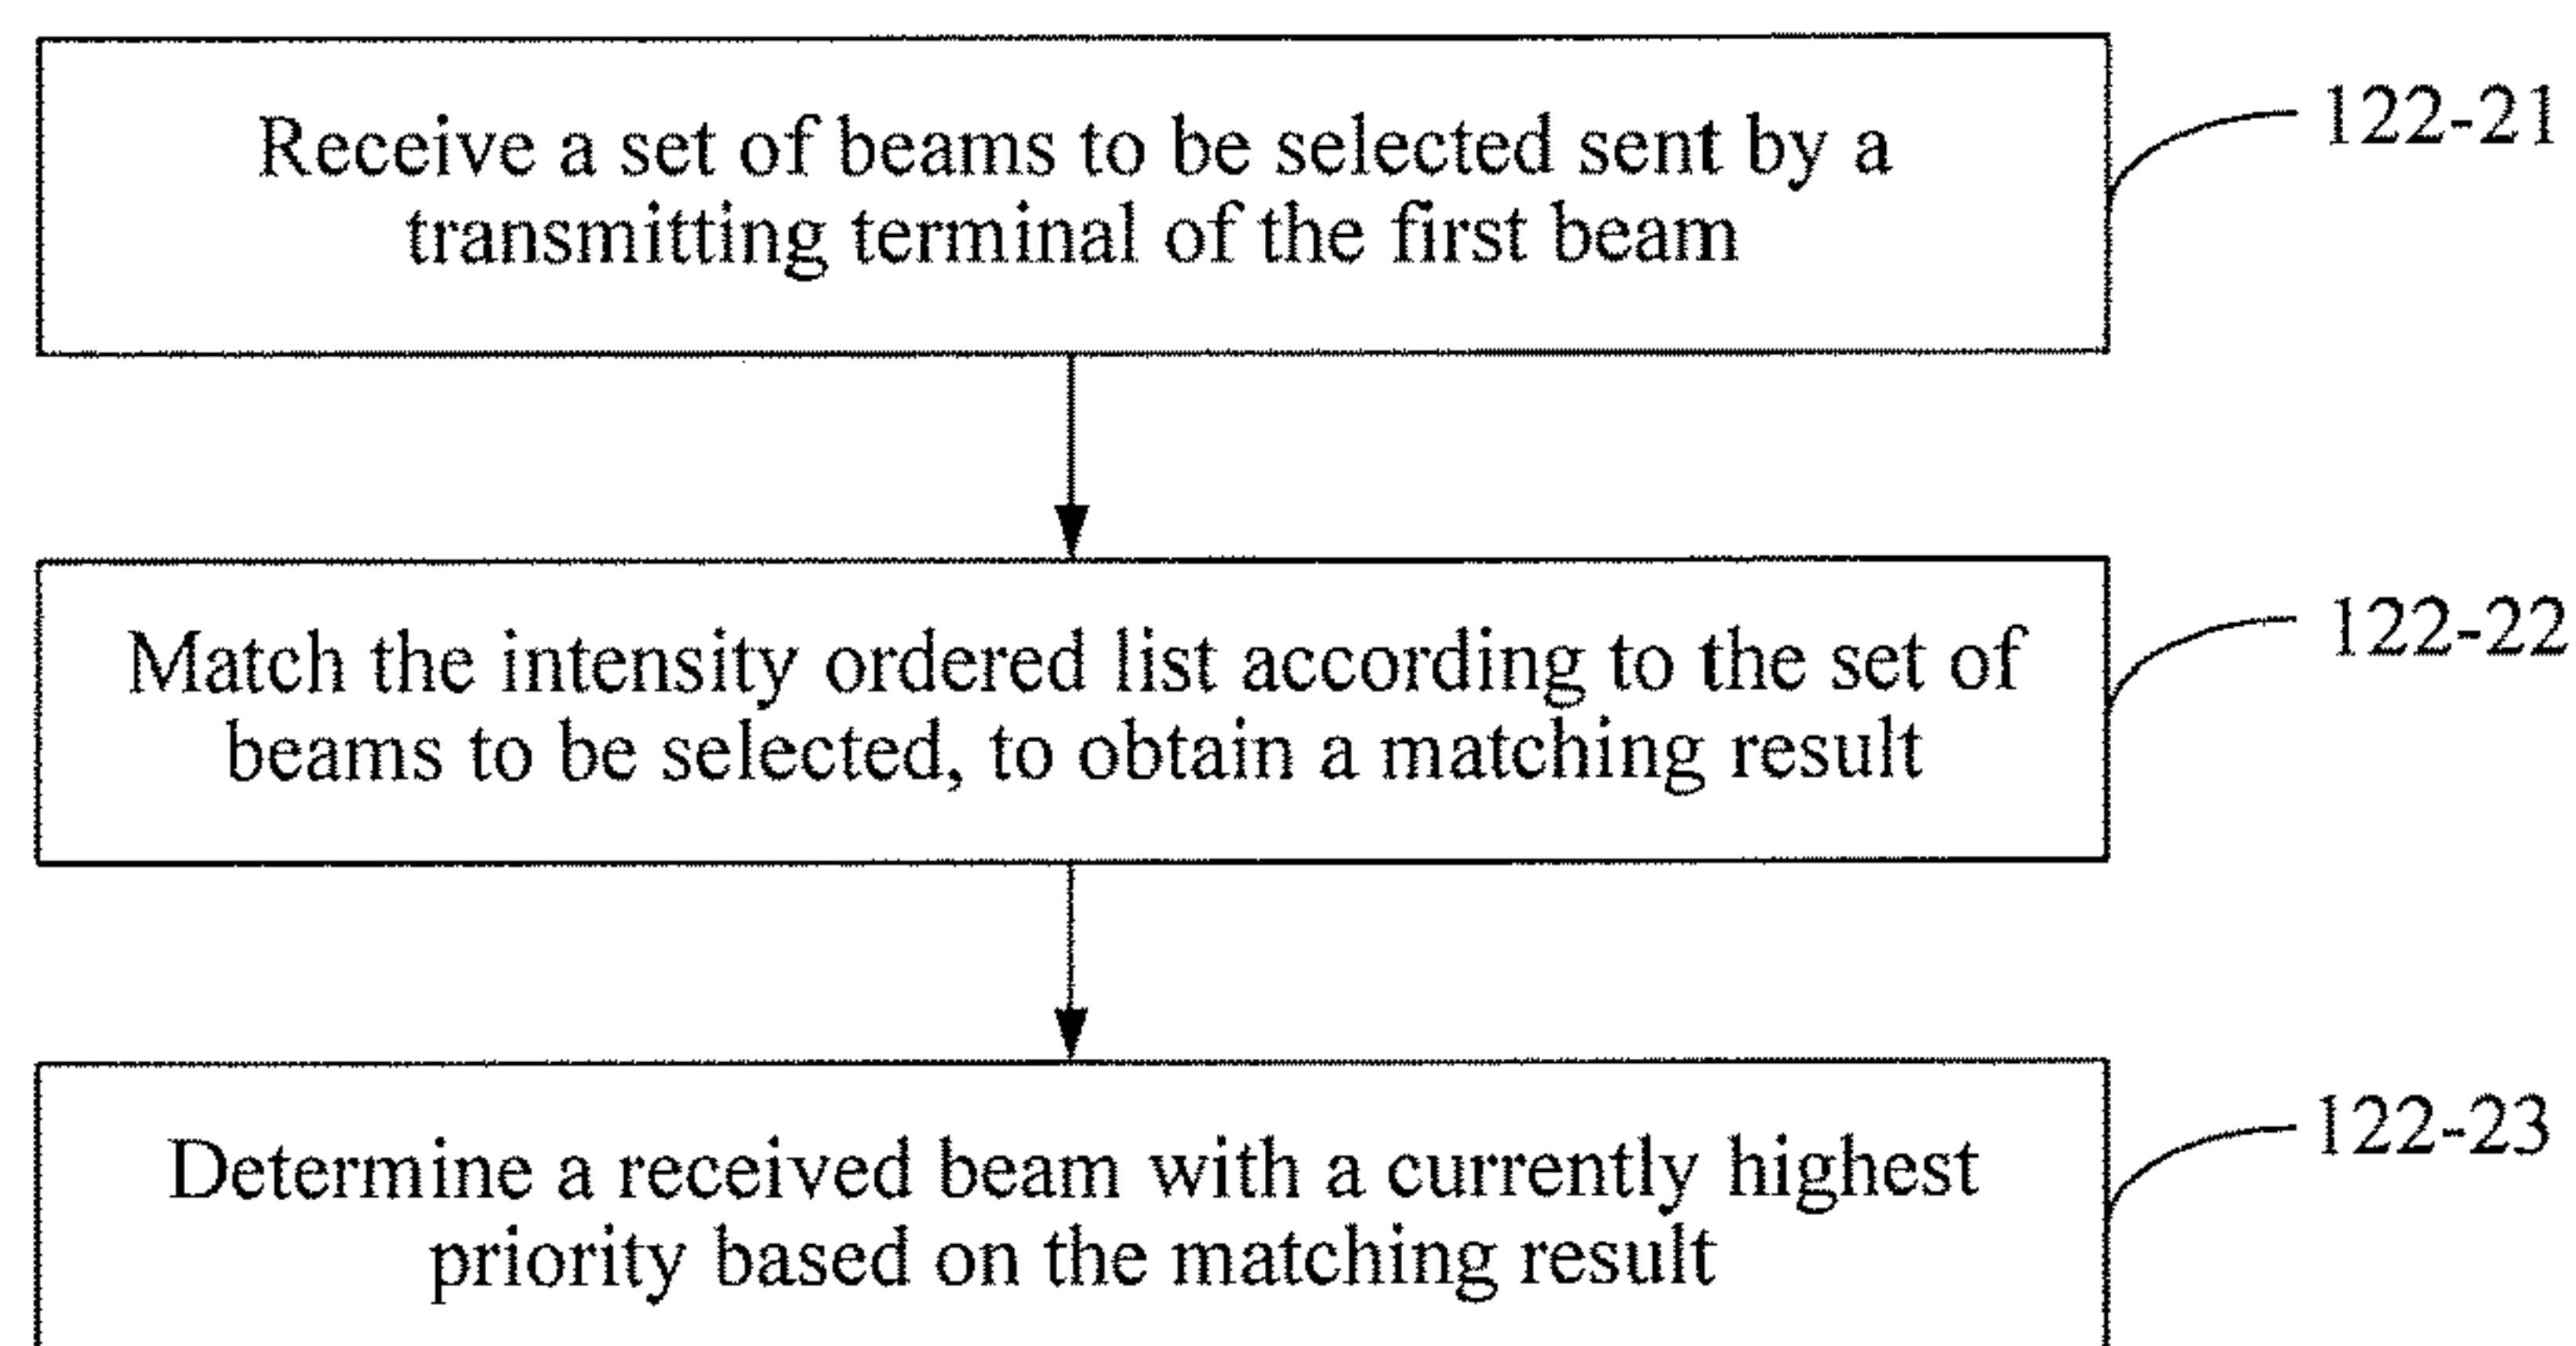 Receive a set of beams to be selected sent by a
transmitting terminal of the first beam
122-21
Match the intensity ordered list according to the set of
beams to be selected, to obtain a matching result
122-22
Determine a received beam with a currently highest
priority based on the matching result
122-23